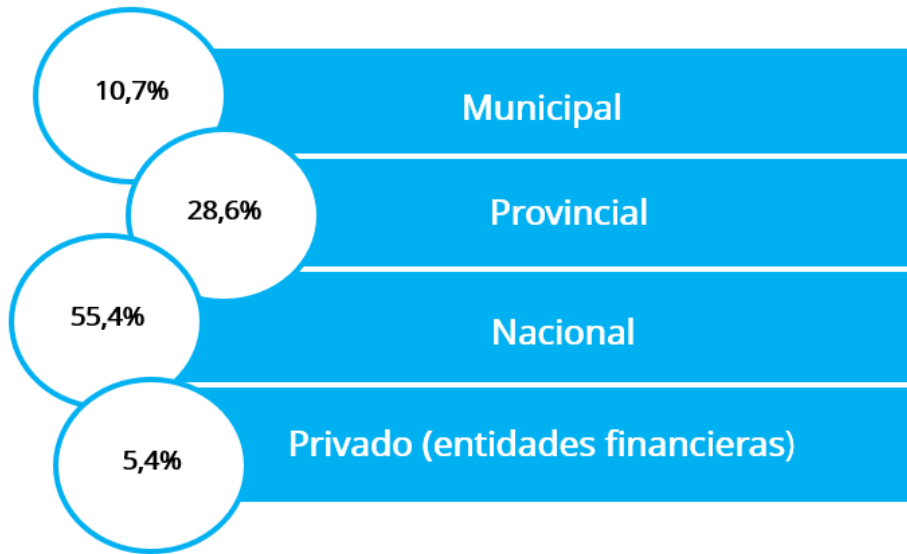 10,7%
Municipal
28,6%
Provincial
55,4%
Nacional
5,4%
Privado (entidades financieras)